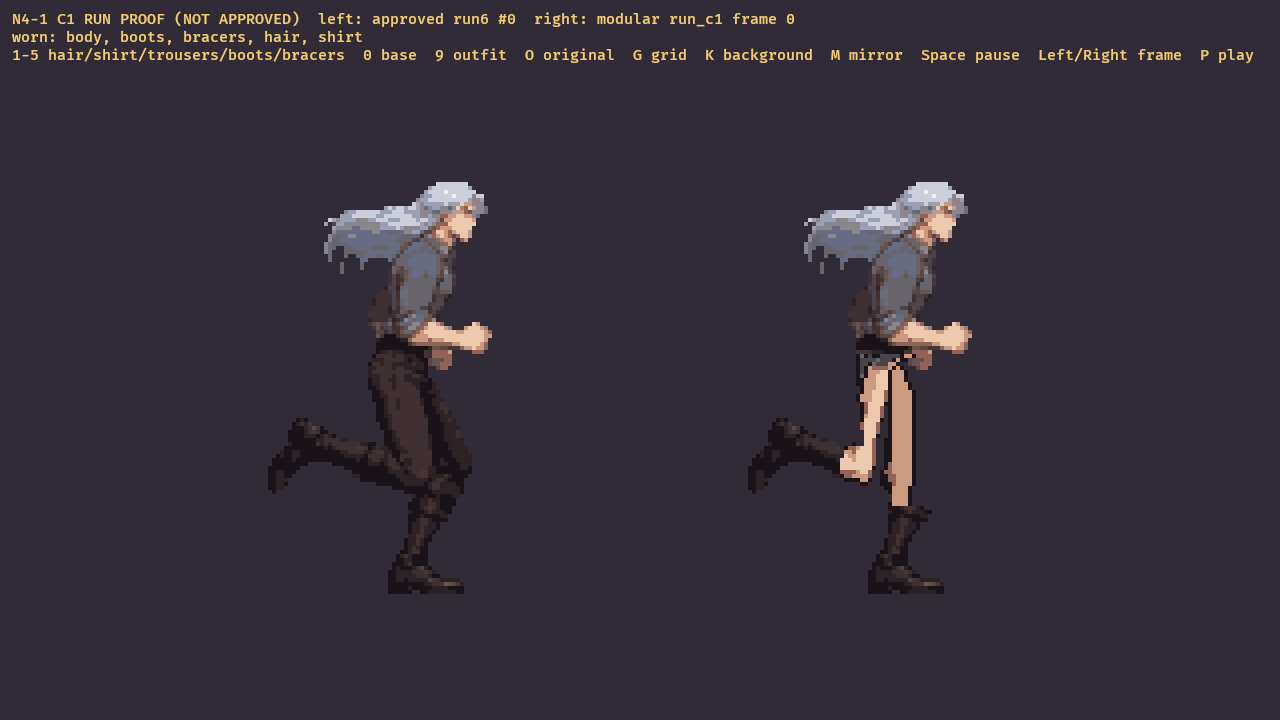 N4-1 C1 RUN PROOF (NOT APPROVED)  left: approved run6 #0  right: modular run_c1 frame 0
worn: body, boots, bracers, hair, shirt
1-5 hair/shirt/trousers/boots/bracers  0 base  9 outfit  O original  G grid  K background  M mirror  Space pause  Left/Right frame  P play